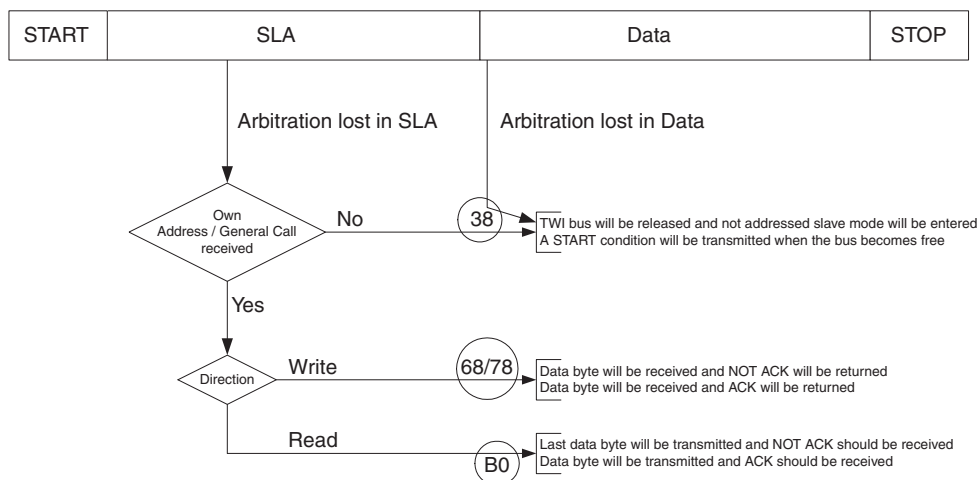 START SLA Data STOP
Arbitration lost in SLA Arbitration lost in Data
Own
Address / General Call
received
No
38
TWI bus will be released and not addressed slave mode will be entered
A START condition will be transmitted when the bus becomes free
Yes
Direction
Write
68/78
Data byte will be received and NOT ACK will be returned
Data byte will be received and ACK will be returned
Read
B0
Last data byte will be transmitted and NOT ACK should be received
Data byte will be transmitted and ACK should be received